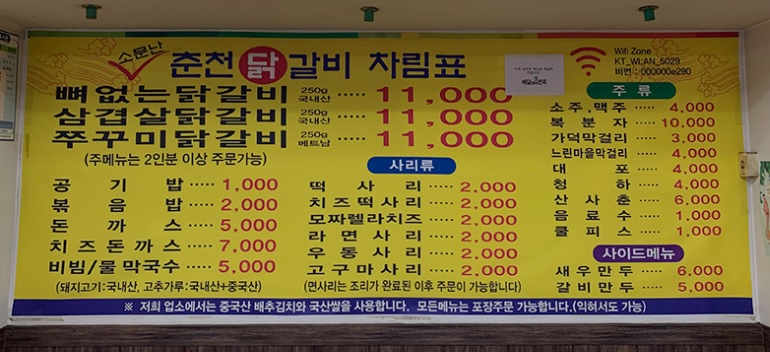 소문난
춘천 닭갈비 차림표
Wifi Zone
KT_WLAN_5029
비번 : 000000e290
뼈없는닭갈비 250g 국내산 ····· 11,000
삼겹살닭갈비 250g 국내산 ····· 11,000
쭈꾸미닭갈비 250g 베트남 ····· 11,000
(주메뉴는 2인분 이상 주문가능)
공기밥 ····· 1,000
볶음밥 ····· 2,000
돈까스 ····· 5,000
치즈돈까스 ···· 7,000
비빔/물막국수 ···· 5,000
(돼지고기: 국내산, 고추가루: 국내산+중국산)
사리류
떡사리 ····· 2,000
치즈떡사리 ····· 2,000
모짜렐라치즈 ····· 2,000
라면사리 ····· 2,000
우동사리 ····· 2,000
고구마사리 ····· 2,000
(면사리는 조리가 완료된 이후 주문이 가능합니다)
주류
소주,맥주 ····· 4,000
복분자 ····· 10,000
가덕막걸리 ···· 3,000
느린마을막걸리 ···· 4,000
대포 ····· 4,000
청하 ····· 4,000
산사춘 ····· 6,000
음료수 ····· 1,000
쿨피스 ····· 1,000
사이드메뉴
새우만두 ····· 6,000
갈비만두 ····· 5,000
※ 저희 업소에서는 중국산 배추김치와 국산쌀을 사용합니다. 모든메뉴는 포장주문 가능합니다.(익혀서도 가능)